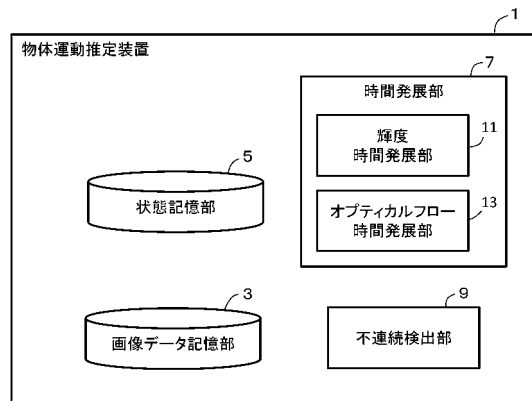 1
物体運動推定装置
7
時間発展部
輝度
時間発展部
11
5
状態記憶部
オプティカルフロー
時間発展部
13
3
画像データ記憶部
9
不連続検出部